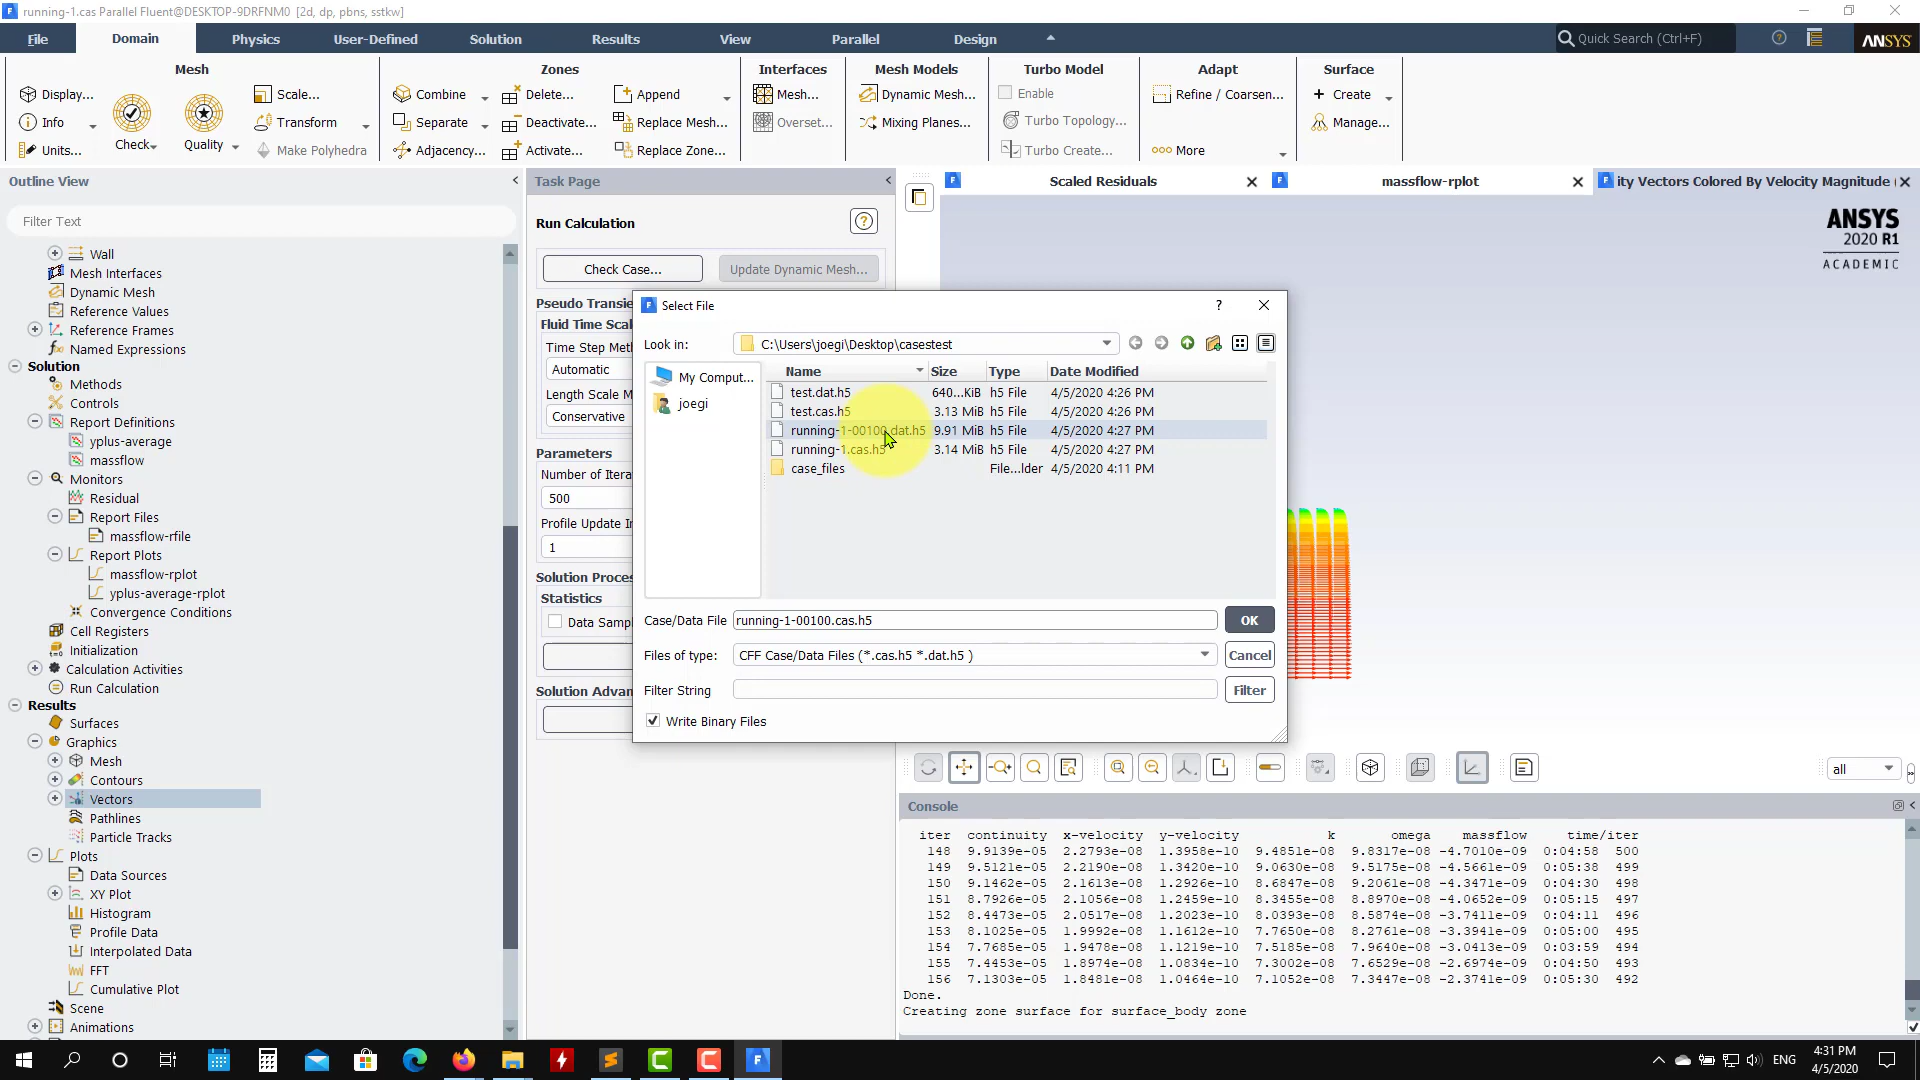 running-1.cas Parallel Fluent@DESKTOP-9DRFNM0 [2d, dp, pbns, sstkw]
File Domain Physics User-Defined Solution Results View Parallel Design Quick Search (Ctrl+F) ANSYS
Mesh Zones Interfaces Mesh Models Turbo Model Adapt Surface
Display... Scale... Combine Delete... Append Mesh... Dynamic Mesh... Enable Refine / Coarsen... Create
Info Transform Separate Deactivate... Replace Mesh... Overset... Mixing Planes... Turbo Topology... Manage...
Units... Check Quality Make Polyhedra Adjacency... Activate... Replace Zone... Turbo Create... More
Outline View
Filter Text
Wall
Mesh Interfaces
Dynamic Mesh
Reference Values
Reference Frames
Named Expressions
Solution
Methods
Controls
Report Definitions
yplus-average
massflow
Monitors
Residual
Report Files
massflow-rfile
Report Plots
massflow-rplot
yplus-average-rplot
Convergence Conditions
Cell Registers
Initialization
Calculation Activities
Run Calculation
Results
Surfaces
Graphics
Mesh
Contours
Vectors
Pathlines
Particle Tracks
Plots
Data Sources
XY Plot
Histogram
Profile Data
Interpolated Data
FFT
Cumulative Plot
Scene
Animations
Task Page
Run Calculation
Check Case... Update Dynamic Mesh...
Pseudo Transie
Fluid Time Scal
Time Step Met
Automatic
Length Scale M
Conservative
Parameters
Number of Itera
500
Profile Update In
1
Solution Proces
Statistics
Data Samp
Solution Advan
Scaled Residuals massflow-rplot ity Vectors Colored By Velocity Magnitude (
ANSYS
2020 R1
ACADEMIC
Select File ?
Look in: C:\Users\joegi\Desktop\casestest
My Comput...
joegi
Name Size Type Date Modified
test.dat.h5 640...KiB h5 File 4/5/2020 4:26 PM
test.cas.h5 3.13 MiB h5 File 4/5/2020 4:26 PM
running-1-00100.dat.h5 9.91 MiB h5 File 4/5/2020 4:27 PM
running-1.cas.h5 3.14 MiB h5 File 4/5/2020 4:27 PM
case_files File...lder 4/5/2020 4:11 PM
Case/Data File running-1-00100.cas.h5 OK
Files of type: CFF Case/Data Files (*.cas.h5 *.dat.h5 ) Cancel
Filter String Filter
Write Binary Files
all
Console
iter continuity x-velocity y-velocity k omega massflow time/iter
148 9.9139e-05 2.2793e-08 1.3958e-10 9.4851e-08 9.8317e-08 -4.7010e-09 0:04:58 500
149 9.5121e-05 2.2190e-08 1.3420e-10 9.0630e-08 9.5175e-08 -4.5661e-09 0:05:38 499
150 9.1462e-05 2.1613e-08 1.2926e-10 8.6847e-08 9.2061e-08 -4.3471e-09 0:04:30 498
151 8.7926e-05 2.1056e-08 1.2459e-10 8.3455e-08 8.8970e-08 -4.0652e-09 0:05:15 497
152 8.4473e-05 2.0517e-08 1.2023e-10 8.0393e-08 8.5874e-08 -3.7411e-09 0:04:11 496
153 8.1025e-05 1.9992e-08 1.1612e-10 7.7650e-08 8.2761e-08 -3.3941e-09 0:05:00 495
154 7.7685e-05 1.9478e-08 1.1219e-10 7.5185e-08 7.9640e-08 -3.0413e-09 0:03:59 494
155 7.4453e-05 1.8974e-08 1.0834e-10 7.3002e-08 7.6529e-08 -2.6974e-09 0:04:50 493
156 7.1303e-05 1.8481e-08 1.0464e-10 7.1052e-08 7.3447e-08 -2.3741e-09 0:05:30 492
Done.
Creating zone surface for surface_body zone
ENG
4:31 PM
4/5/2020